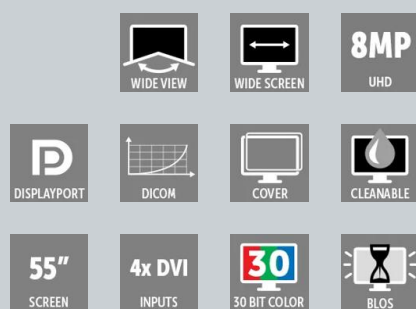 WIDE VIEW
WIDE SCREEN
8MP
UHD
DISPLAYPORT
DICOM
COVER
CLEANABLE
55"
SCREEN
4x DVI
INPUTS
30
30 BIT COLOR
BLOS